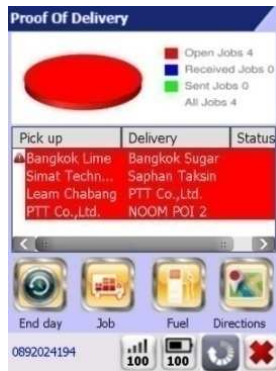 Proof Of Delivery
Open Jobs 4
Received Jobs 0
Sent Jobs 0
All Jobs 4
Pick up Delivery Status
Bangkok Lime Bangkok Sugar
Simat Techn... Saphan Taksin
Leam Chabang PTT Co.,Ltd.
PTT Co.,Ltd. NOOM POI 2
End day Job Fuel Directions
0892024194 100 100